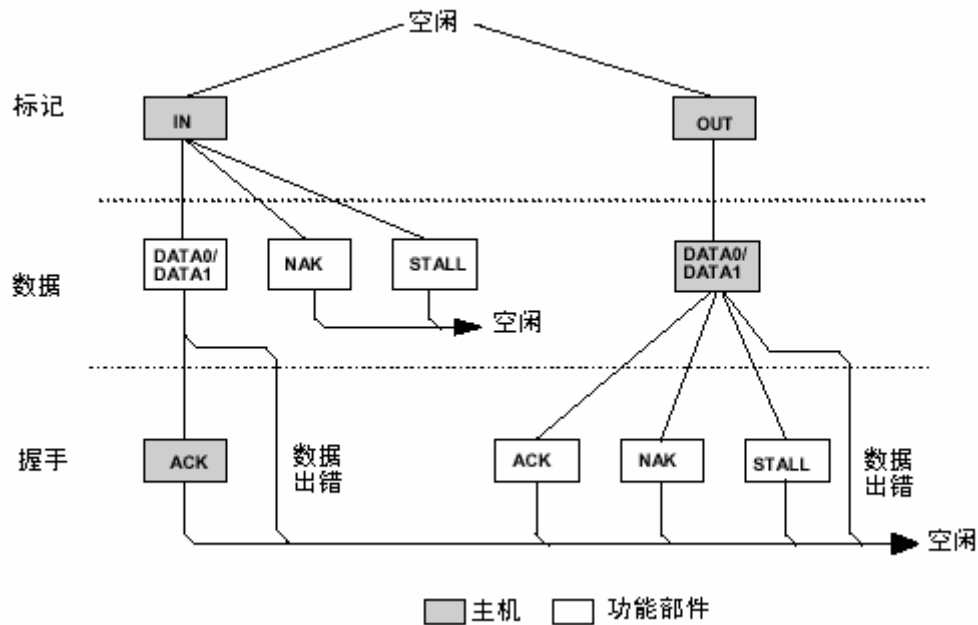 空闲
标记
IN
OUT
数据
DATA0/
DATA1
NAK
STALL
DATA0/
DATA1
空闲
握手
ACK
数据
出错
ACK
NAK
STALL
数据
出错
空闲
主机
功能部件